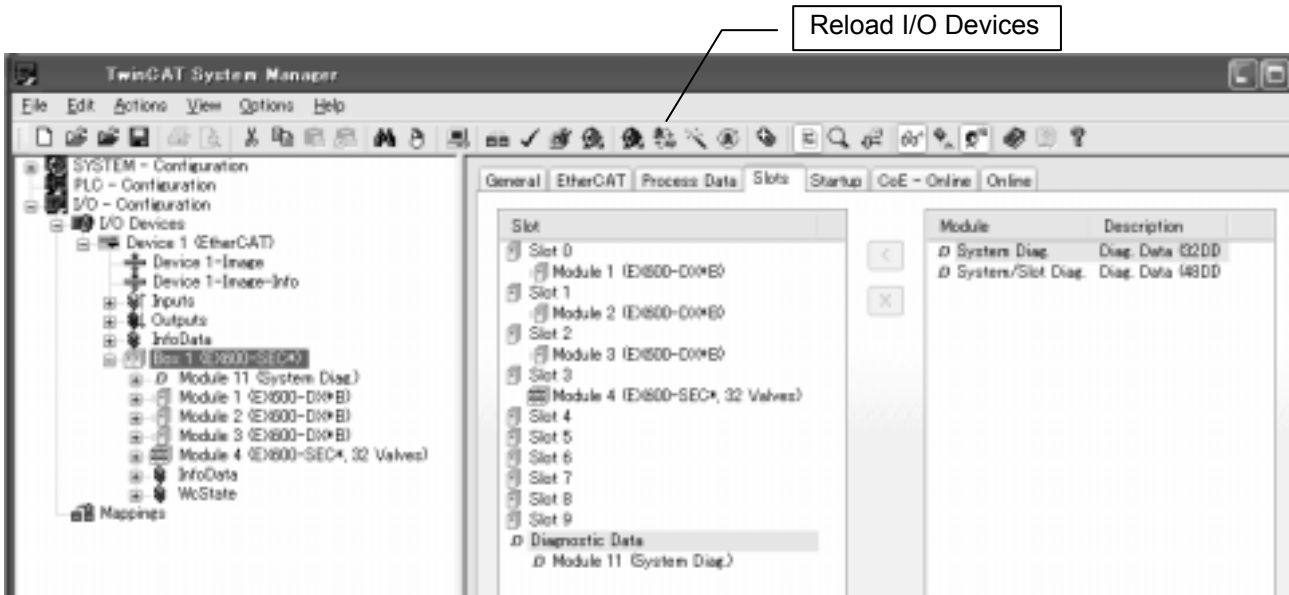 Reload I/O Devices
TwinCAT System Manager
File Edit Actions View Options Help
SYSTEM - Configuration
PLC - Configuration
I/O - Configuration
I/O Devices
Device 1 (EtherCAT)
Device 1-Image
Device 1-Image-Info
Inputs
Outputs
InfoData
Box 1 (EX600-SEC*)
Module 11 (System Diag.)
Module 1 (EX600-DX*B)
Module 2 (EX600-DX*B)
Module 3 (EX600-DX*B)
Module 4 (EX600-SEC*, 32 Valves)
InfoData
WcState
Mappings
General EtherCAT Process Data Slots Startup CoE - Online Online
Slot
Slot 0
Module 1 (EX600-DX*B)
Slot 1
Module 2 (EX600-DX*B)
Slot 2
Module 3 (EX600-DX*B)
Slot 3
Module 4 (EX600-SEC*, 32 Valves)
Slot 4
Slot 5
Slot 6
Slot 7
Slot 8
Slot 9
Diagnostic Data
Module 11 (System Diag.)
<
X
Module Description
System Diag. Diag. Data (32DI)
System/Slot Diag. Diag. Data (48DI)